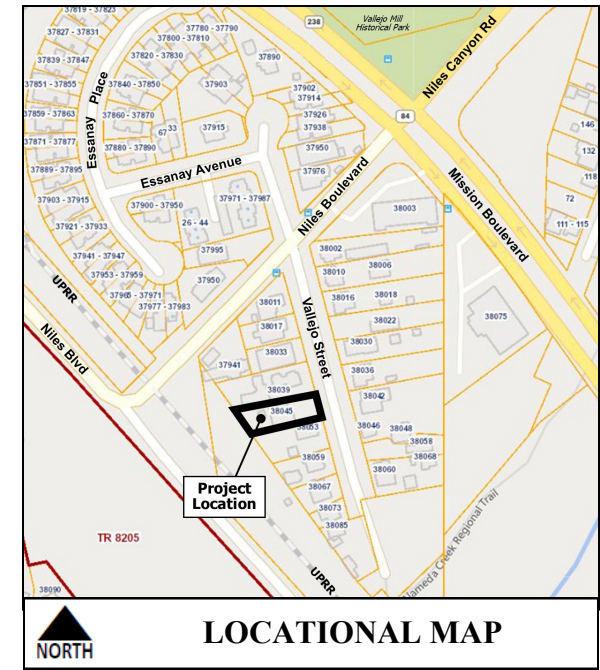 37819 - 37823
37827 - 37831
37839 - 37847
37851 - 37855
37859 - 37863
37871 - 37877
37889 - 37895
37903 - 37915
37921 - 37933
37941 - 37947
37953 - 37959
37965 - 37971
37977 - 37983
37780 - 37790
37800 - 37810
37820 - 37830
37840 - 37850
37860 - 37870
37880 - 37890
6733
37903
37915
37890
37902
37914
37926
37938
37950
37976
Essanay Place
Essanay Avenue
37900 - 37950
26 - 44
37971 - 37987
37995
37950
238
Vallejo Mill
Historical Park
Niles Canyon Rd
84
Mission Boulevard
Niles Boulevard
146
132
118
72
111 - 115
38003
38002
38010
38006
38016
38018
38022
38030
38036
38042
38046
38048
38058
38068
38060
38075
Vallejo Street
38011
38017
38033
37941
38039
38045
38053
38059
38067
38073
38085
UPRR
Niles Blvd
Project
Location
TR 8205
UPRR
Alameda Creek Regional Trail
38090
NORTH
LOCATIONAL MAP